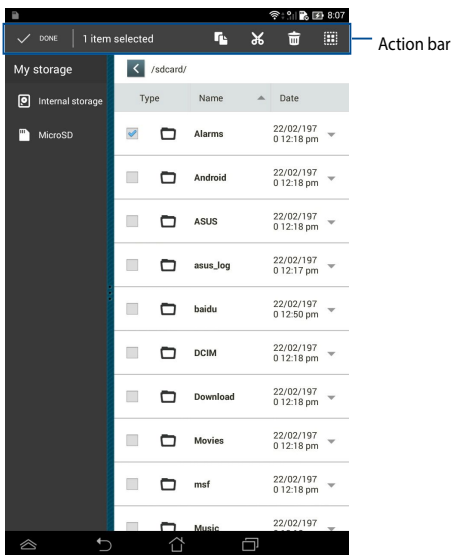 8:07
DONE 1 item selected
Action bar
My storage
/sdcard/
Internal storage
MicroSD
Type Name Date
Alarms 22/02/197
0 12:18 pm
Android 22/02/197
0 12:18 pm
ASUS 22/02/197
0 12:18 pm
asus_log 22/02/197
0 12:17 pm
baidu 22/02/197
0 12:50 pm
DCIM 22/02/197
0 12:18 pm
Download 22/02/197
0 12:18 pm
Movies 22/02/197
0 12:18 pm
msf 22/02/197
0 12:18 pm
Music 22/02/197